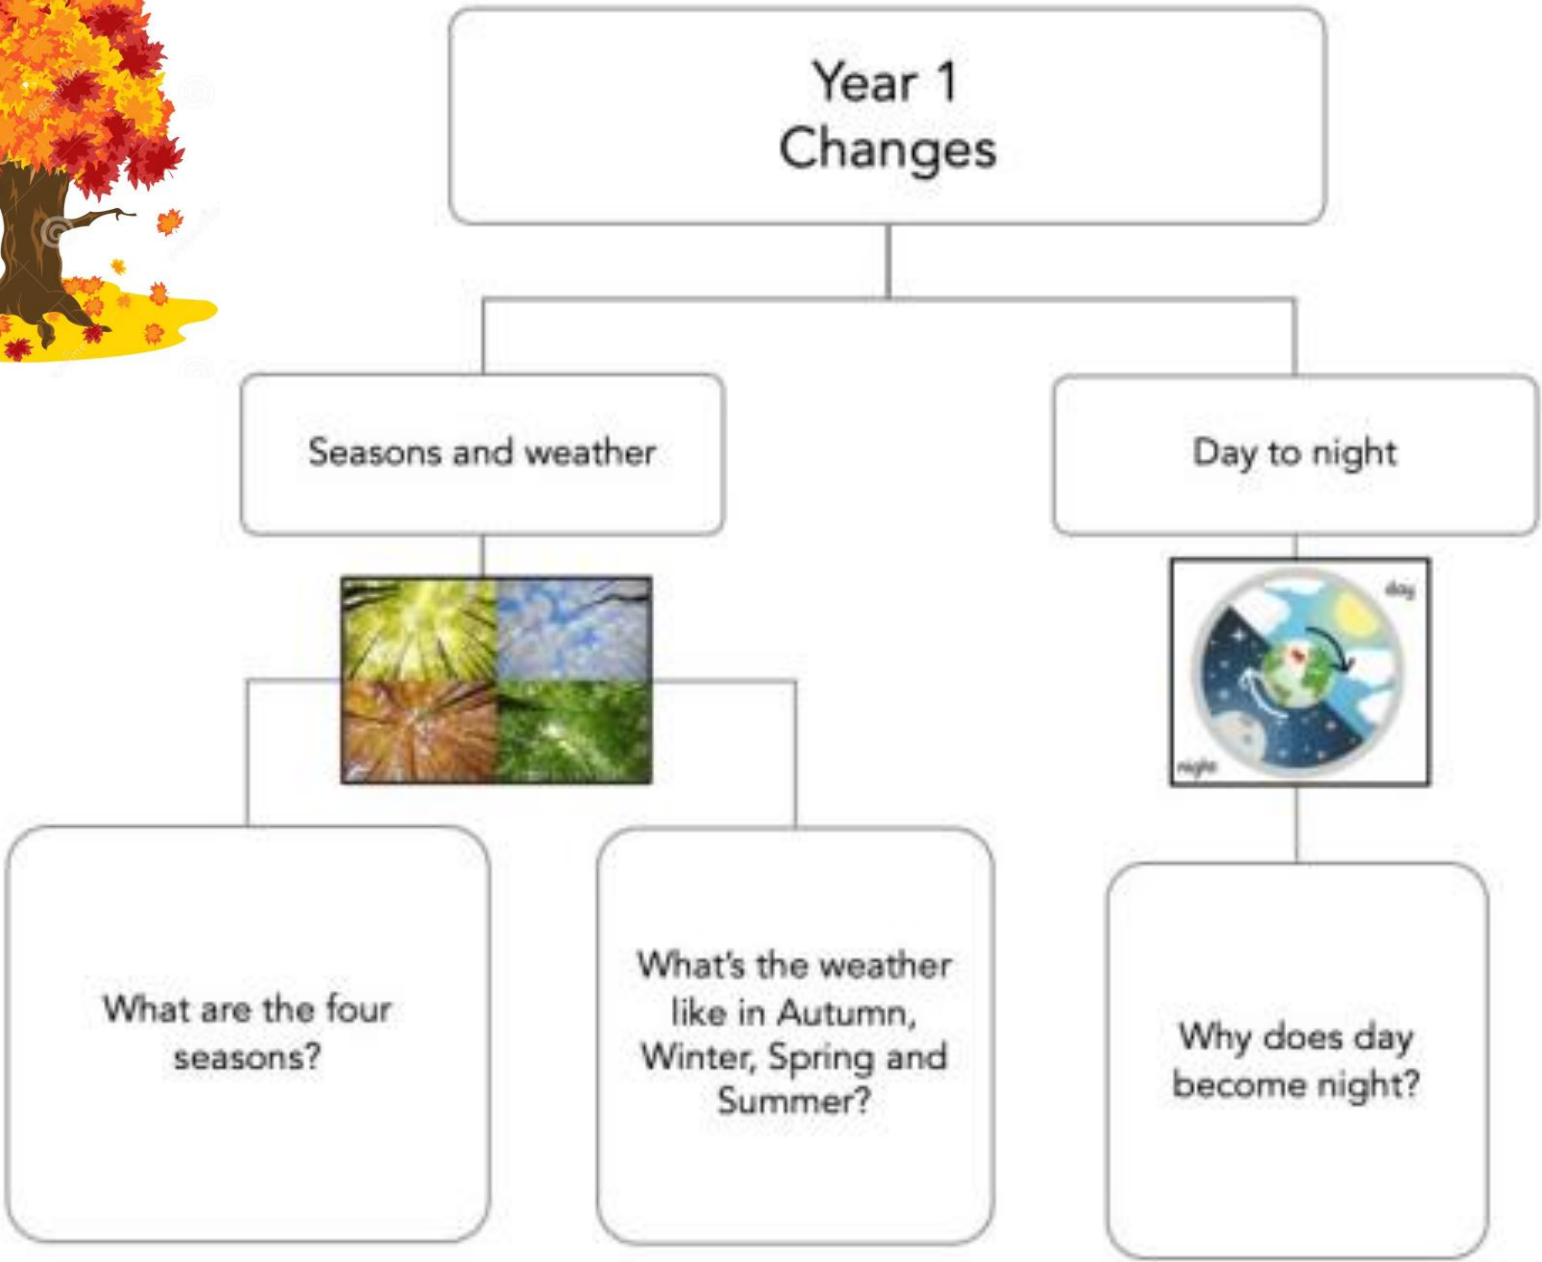 Year 1
Changes
Seasons and weather
Day to night
day
night
What are the four
seasons?
What's the weather
like in Autumn,
Winter, Spring and
Summer?
Why does day
become night?